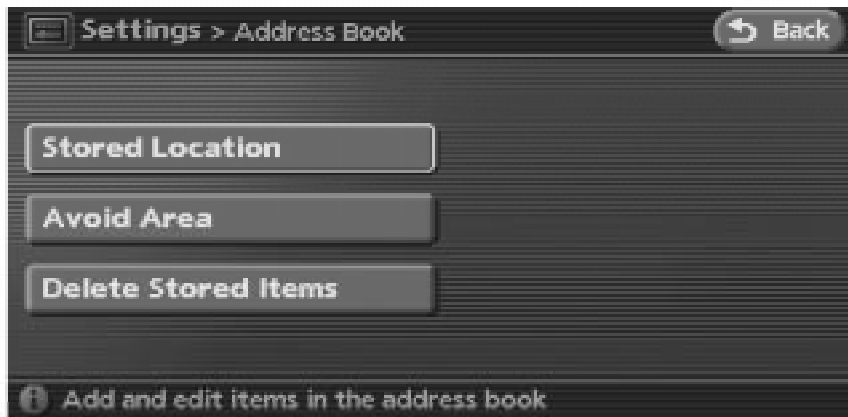 Settings > Address Book
Back
Stored Location
Avoid Area
Delete Stored Items
Add and edit items in the address book